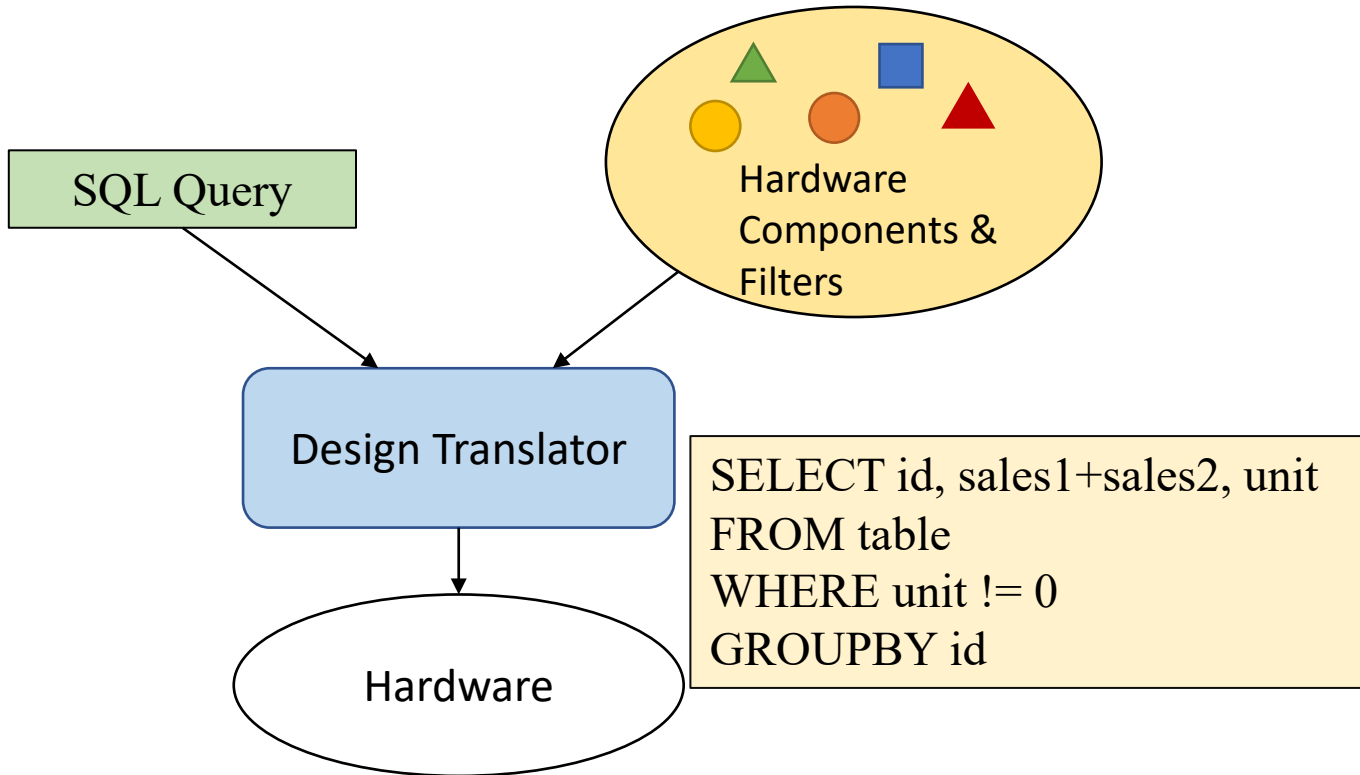 SQL Query
Hardware
Components &
Filters
Design Translator
SELECT id, sales1+sales2, unit
FROM table
WHERE unit != 0
GROUPBY id
Hardware